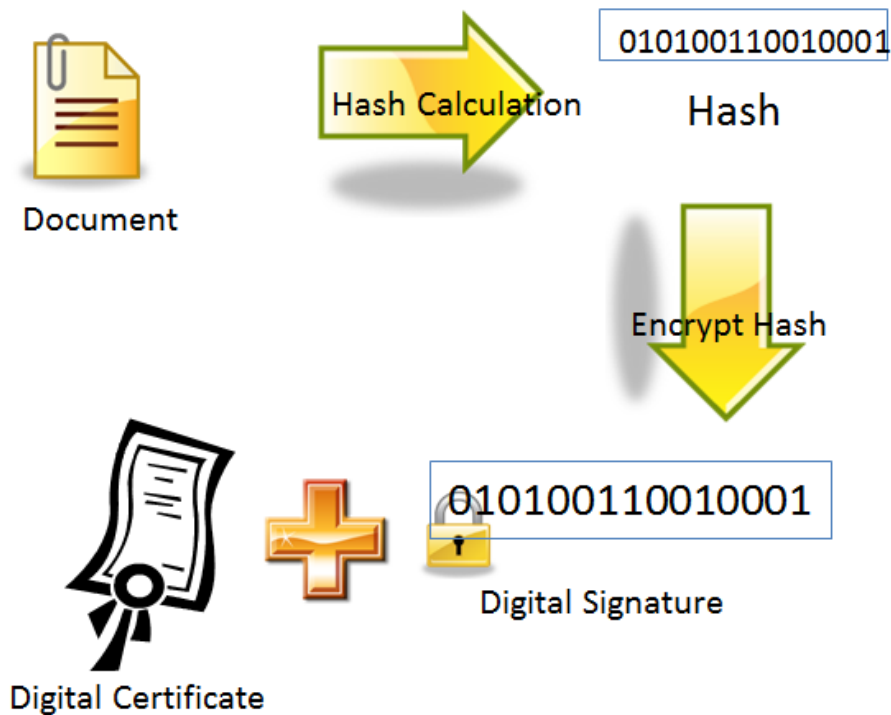 010100110010001
Hash Calculation
Hash
Document
Encrypt Hash
010100110010001
Digital Signature
Digital Certificate